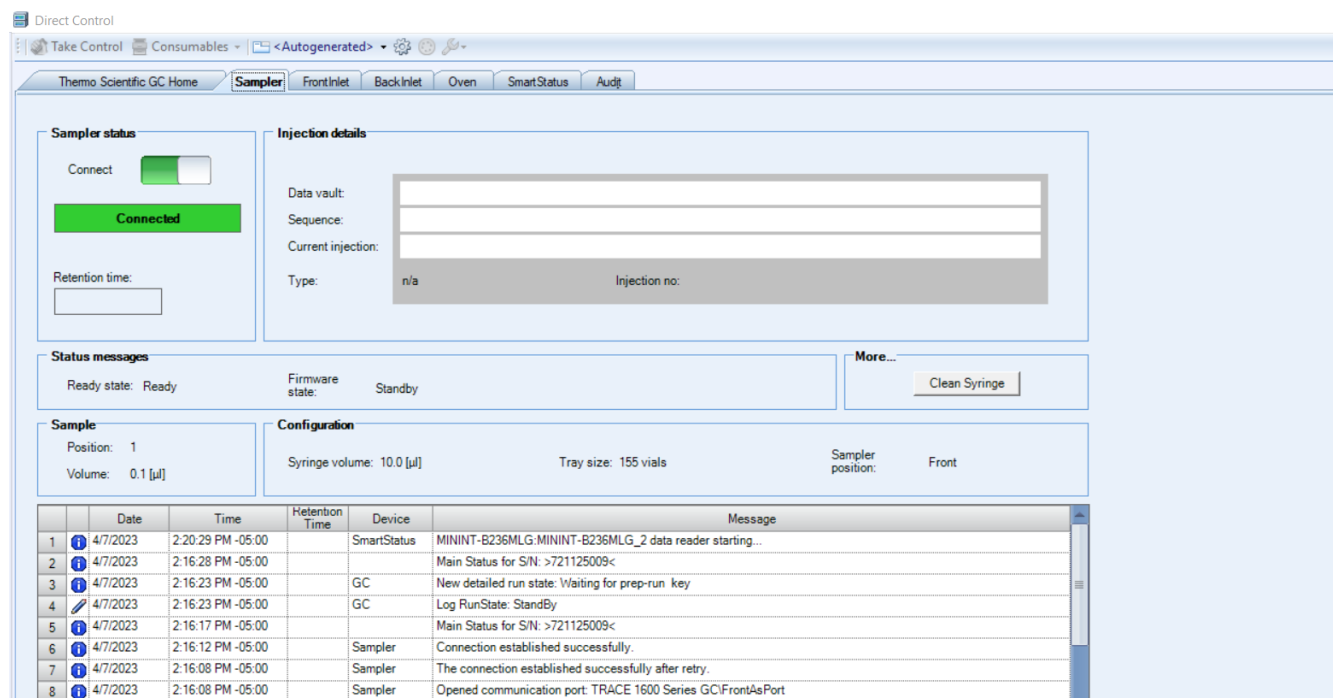 Direct Control
Take Control Consumables <Autogenerated>
Thermo Scientific GC Home Sampler FrontInlet BackInlet Oven SmartStatus Audit
Sampler status
Connect
Connected
Retention time:
Injection details
Data vault:
Sequence:
Current injection:
Type: n/a Injection no:
Status messages
Ready state: Ready Firmware state: Standby
More...
Clean Syringe
Sample
Position: 1
Volume: 0.1 [µl]
Configuration
Syringe volume: 10.0 [µl] Tray size: 155 vials Sampler position: Front
Date Time Retention Time Device Message
1 4/7/2023 2:20:29 PM -05:00 SmartStatus MININT-B236MLG:MININT-B236MLG_2 data reader starting...
2 4/7/2023 2:16:28 PM -05:00 Main Status for S/N: >721125009<
3 4/7/2023 2:16:23 PM -05:00 GC New detailed run state: Waiting for prep-run key
4 4/7/2023 2:16:23 PM -05:00 GC Log RunState: StandBy
5 4/7/2023 2:16:17 PM -05:00 Main Status for S/N: >721125009<
6 4/7/2023 2:16:12 PM -05:00 Sampler Connection established successfully.
7 4/7/2023 2:16:08 PM -05:00 Sampler The connection established successfully after retry.
8 4/7/2023 2:16:08 PM -05:00 Sampler Opened communication port: TRACE 1600 Series GC\FrontAsPort